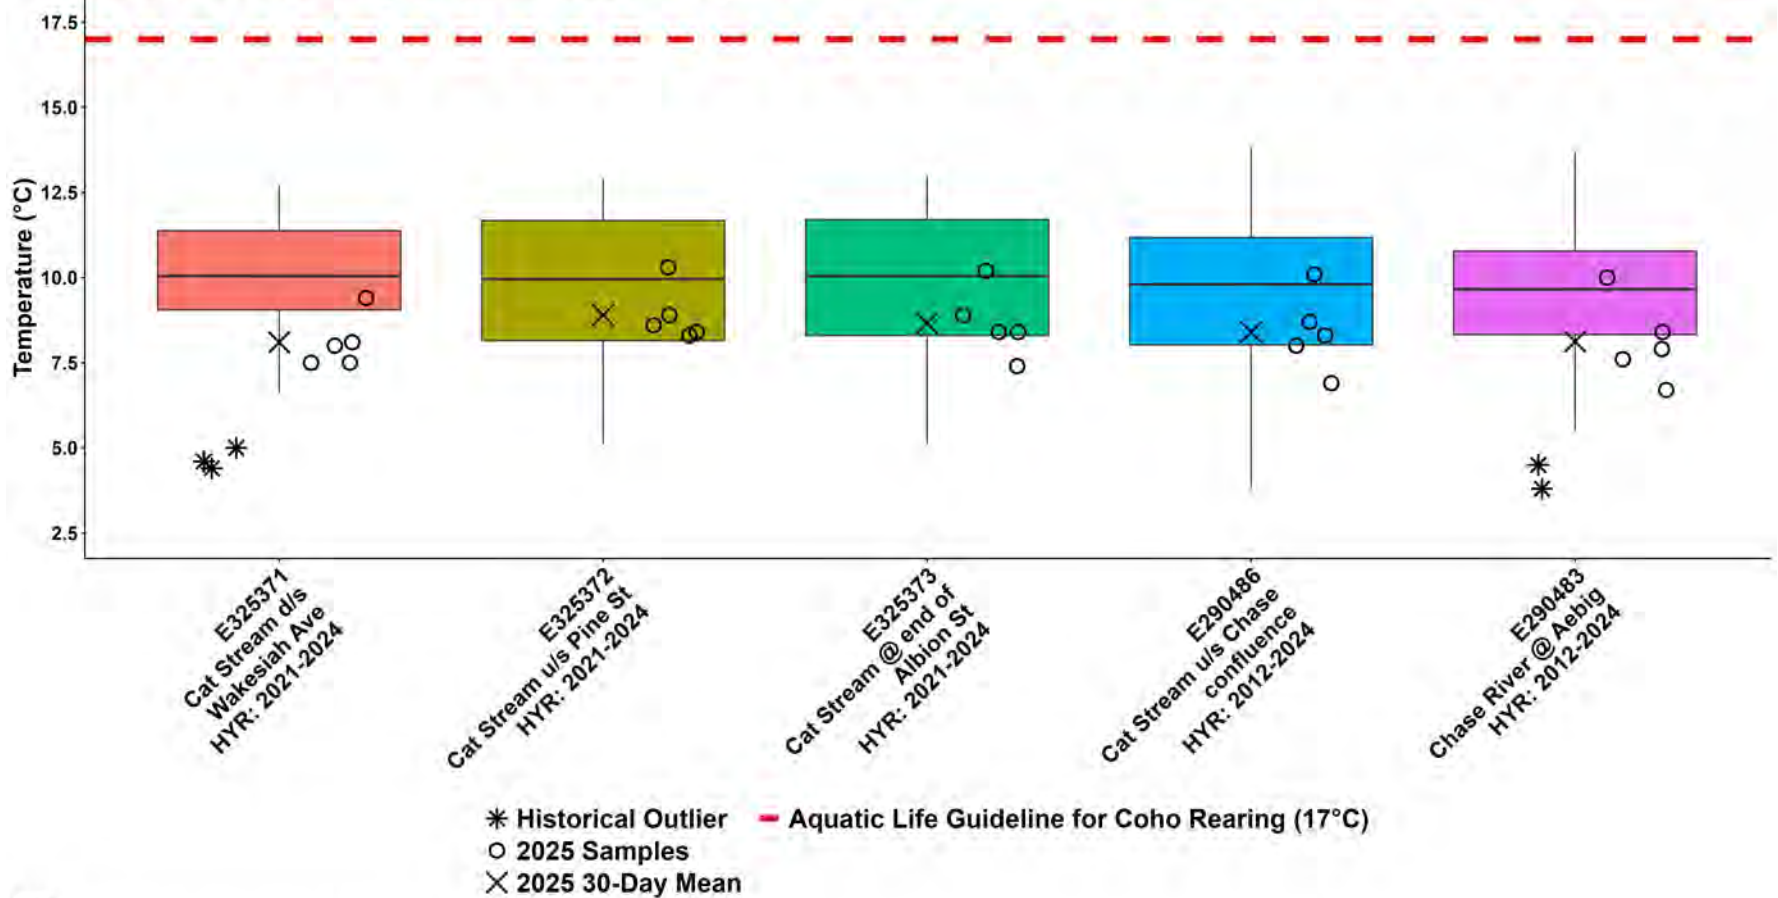 17.5
15.0
12.5
10.0
7.5
5.0
2.5
Temperature (°C)
E325371
Cat Stream d/s
Wakesiah Ave
HYR: 2021-2024
E325372
Cat Stream u/s Pine St
HYR: 2021-2024
E325373
Cat Stream @ end of
Albion St
HYR: 2021-2024
E290486
Cat Stream u/s Chase
confluence
HYR: 2012-2024
E290483
Chase River @ Aebig
HYR: 2012-2024
Historical Outlier
Aquatic Life Guideline for Coho Rearing (17°C)
2025 Samples
2025 30-Day Mean